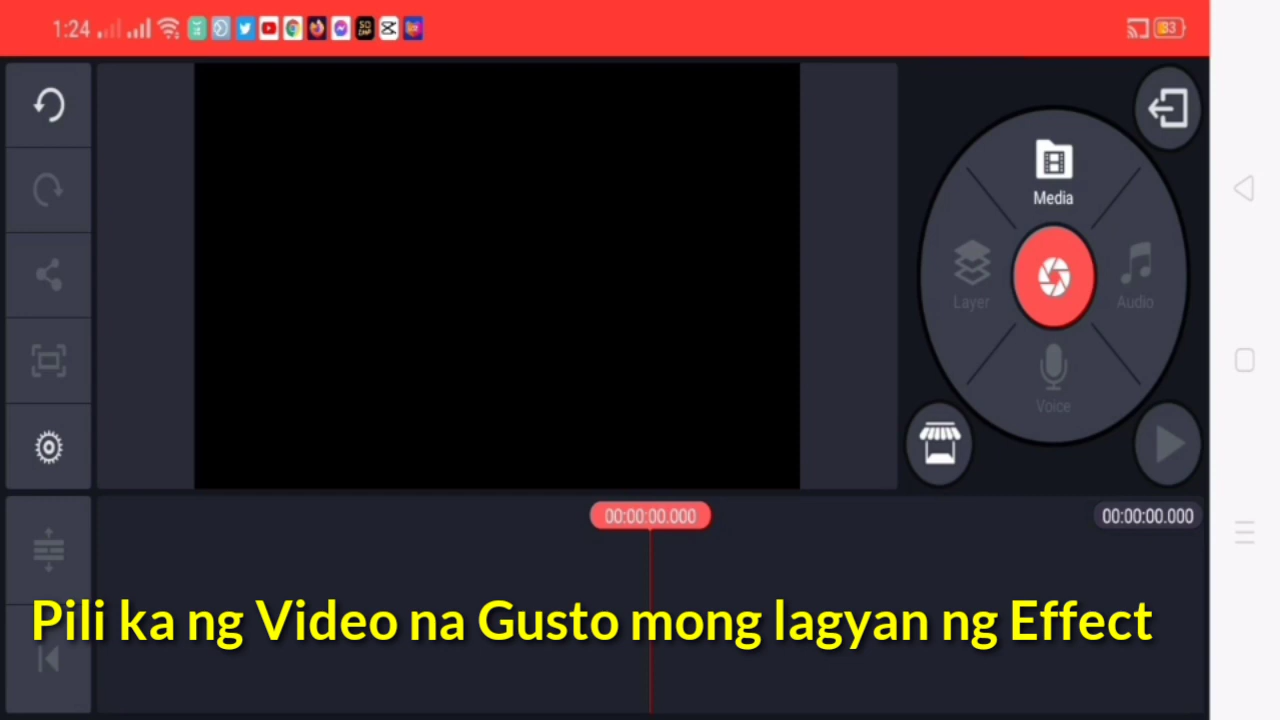 1:24
83
Media
Layer
Audio
Voice
00:00:00.000
00:00:00.000
Pili ka ng Video na Gusto mong lagyan ng Effect